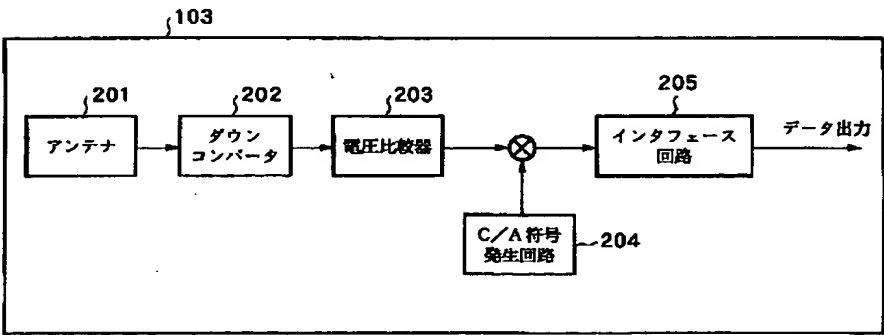 103
201
202
203
205
アンテナ
ダウン
コンバータ
電圧比較器
インタフェース
回路
データ出力
C/A符号
発生回路
204